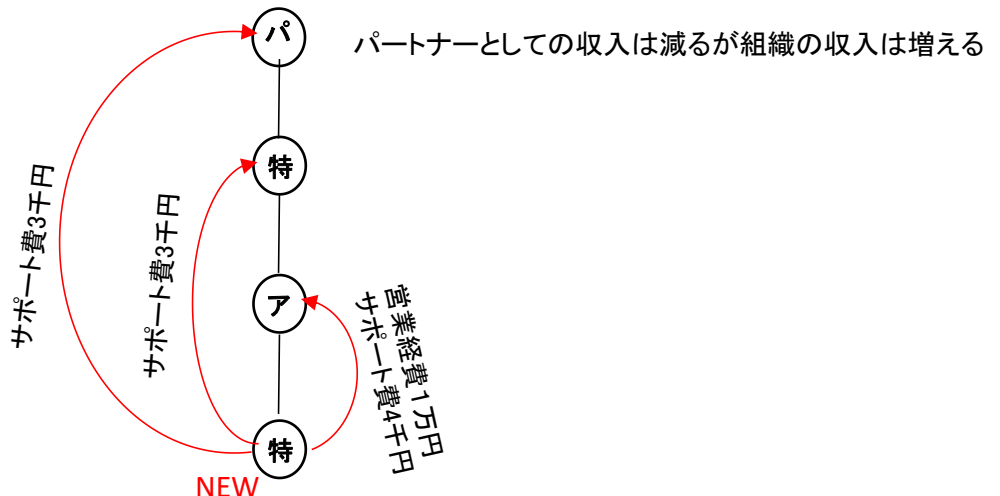 パ
パートナーとしての収入は減るが組織の収入は増える
特
サポート費3千円
サポート費3千円
ア
営業経費1万円
サポート費4千円
特
NEW